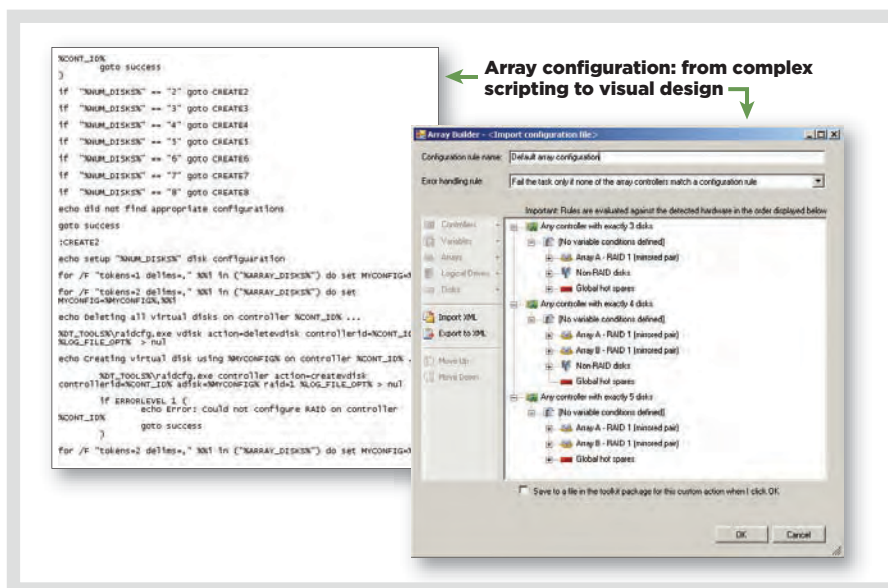 %CONT_ID%
goto success
)
if "%NUM_DISKS%" == "2" goto CREATE2
if "%NUM_DISKS%" == "3" goto CREATE3
if "%NUM_DISKS%" == "4" goto CREATE4
if "%NUM_DISKS%" == "5" goto CREATE5
if "%NUM_DISKS%" == "6" goto CREATE6
if "%NUM_DISKS%" == "7" goto CREATE7
if "%NUM_DISKS%" == "8" goto CREATE8
echo did not find appropriate configurations
goto success
:CREATE2
echo setup "%NUM_DISKS%" disk configuaration
for /F "tokens=1 delims=," %%1 in ("%ARRAY_DISKS%") do set MYCONFIG=%
for /F "tokens=2 delims=," %%1 in ("%ARRAY_DISKS%") do set
MYCONFIG=%MYCONFIG%,%%1
echo Deleting all virtual disks on controller %CONT_ID% ...
%DT_TOOLS%\raidcfg.exe vdisk action=deletevdisk controllerid=%CONT_ID
%LOG_FILE_OPT% > nul
echo Creating virtual disk using %MYCONFIG% on controller %CONT_ID% .
%DT_TOOLS%\raidcfg.exe controller action=createvdisk
controllerid=%CONT_ID% adisk=%MYCONFIG% raid=1 %LOG_FILE_OPT% > nul
if ERRORLEVEL 1 (
echo Error: Could not configure RAID on controller
%CONT_ID%
goto success
)
for /F "tokens=2 delims=," %%1 in ("%ARRAY_DISKS%") do set MYCONFIG=%
Array configuration: from complex
scripting to visual design
Array Builder - <Import configuration file>
Configuration rule name: Default array configuration
Error handling rule: Fail the task only if none of the array controllers match a configuration rule
Important: Rules are evaluated against the detected hardware in the order displayed below
Controllers
Variables
Arrays
Logical Drives
Disks
Import XML
Export to XML
Move Up
Move Down
Any controller with exactly 3 disks
[No variable conditions defined]
Array A - RAID 1 (mirrored pair)
Non-RAID disks
Global hot spares
Any controller with exactly 4 disks
[No variable conditions defined]
Array A - RAID 1 (mirrored pair)
Array B - RAID 1 (mirrored pair)
Non-RAID disks
Global hot spares
Any controller with exactly 5 disks
[No variable conditions defined]
Array A - RAID 1 (mirrored pair)
Array B - RAID 1 (mirrored pair)
Global hot spares
Save to a file in the toolkit package for this custom action when I click OK
OK Cancel